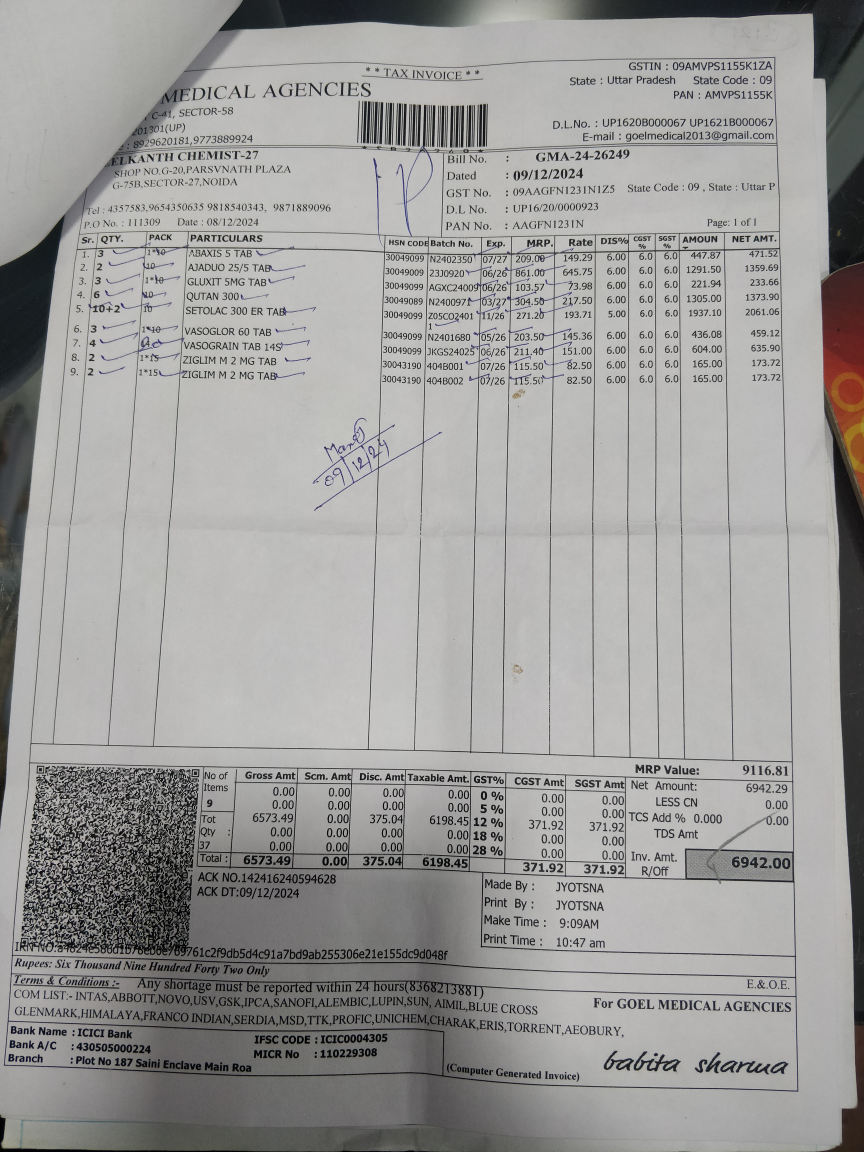 * * TAX INVOICE * *
MEDICAL AGENCIES
C-41, SECTOR-58
201301(UP)
: 8929620181,9773889924
GSTIN : 09AMVPS1155K1ZA
State : Uttar Pradesh State Code : 09
PAN : AMVPS1155K
D.L.No. : UP1620B000067 UP1621B000067
E-mail : goelmedical2013@gmail.com
ELKANTH CHEMIST-27
SHOP NO.G-20,PARSVNATH PLAZA
G-75B,SECTOR-27,NOIDA
Tel : 4357583,9654350635 9818540343, 9871889096
P.O No. : 111309 Date : 08/12/2024
Bill No. : GMA-24-26249
Dated : 09/12/2024
GST No. : 09AAGFN1231N1Z5 State Code : 09 , State : Uttar P
D.L No. : UP16/20/0000923
PAN No. : AAGFN1231N Page: 1 of 1
Sr. QTY. PACK PARTICULARS HSN CODE Batch No. Exp. MRP. Rate DIS% CGST % SGST % AMOUN NET AMT.
1. 3 1*10 ABAXIS 5 TAB 30049099 N2402350 07/27 209.00 149.29 6.00 6.0 6.0 447.87 471.52
2. 2 10 AJADUO 25/5 TAB 30049009 23J0920 06/26 861.00 645.75 6.00 6.0 6.0 1291.50 1359.69
3. 3 1*10 GLUXIT 5MG TAB 30049099 AGXC24009 06/26 103.57 73.98 6.00 6.0 6.0 221.94 233.66
4. 6 10 QUTAN 300 30049089 N2400971 03/27 304.50 217.50 6.00 6.0 6.0 1305.00 1373.90
5. 10+2 10 SETOLAC 300 ER TAB 30049099 Z05CO2401 11/26 271.20 193.71 5.00 6.0 6.0 1937.10 2061.06
1
6. 3 1*10 VASOGLOR 60 TAB 30049099 N2401680 05/26 203.50 145.36 6.00 6.0 6.0 436.08 459.12
7. 4 VASOGRAIN TAB 14S 30049099 JKGS24025 06/26 211.40 151.00 6.00 6.0 6.0 604.00 635.90
8. 2 1*15 ZIGLIM M 2 MG TAB 30043190 404B001 07/26 115.50 82.50 6.00 6.0 6.0 165.00 173.72
9. 2 1*15 ZIGLIM M 2 MG TAB 30043190 404B002 07/26 115.50 82.50 6.00 6.0 6.0 165.00 173.72
09/12/24
MRP Value: 9116.81
No of Items 9 Tot Qty : 37
Gross Amt Scm. Amt Disc. Amt Taxable Amt. GST% CGST Amt SGST Amt
0.00 0.00 0.00 0.00 0 % 0.00 0.00
0.00 0.00 0.00 0.00 5 % 0.00 0.00
6573.49 0.00 375.04 6198.45 12 % 371.92 371.92
0.00 0.00 0.00 0.00 18 % 0.00 0.00
0.00 0.00 0.00 0.00 28 % 0.00 0.00
Total : 6573.49 0.00 375.04 6198.45 371.92 371.92
Net Amount: 6942.29
LESS CN 0.00
TCS Add % 0.000 0.00
TDS Amt
Inv. Amt. 6942.00
R/Off
ACK NO.142416240594628
ACK DT:09/12/2024
Made By : JYOTSNA
Print By : JYOTSNA
Make Time : 9:09AM
Print Time : 10:47 am
Rupees: Six Thousand Nine Hundred Forty Two Only
E.& O.E.
Terms & Conditions :- Any shortage must be reported within 24 hours(8368213881)
COM LIST:- INTAS,ABBOTT,NOVO,USV,GSK,IPCA,SANOFI,ALEMBIC,LUPIN,SUN, AIMIL,BLUE CROSS
GLENMARK,HIMALAYA,FRANCO INDIAN,SERDIA,MSD,TTK,PROFIC,UNICHEM,CHARAK,ERIS,TORRENT,AEOBURY,
For GOEL MEDICAL AGENCIES
Bank Name : ICICI Bank
Bank A/C : 430505000224
Branch : Plot No 187 Saini Enclave Main Roa
IFSC CODE : ICIC0004305
MICR No : 110229308
(Computer Generated Invoice)
babita sharma